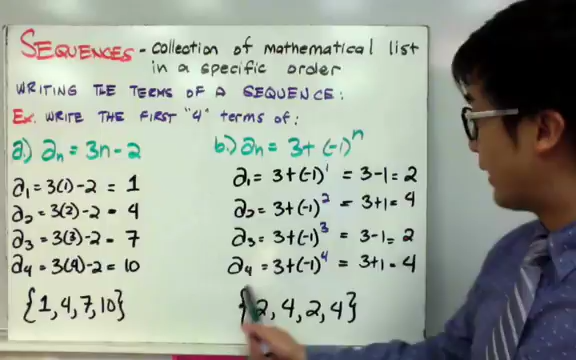 SEQUENCES - collection of mathematical list
in a specific order
WRITING THE TERMS OF A SEQUENCE:
Ex. WRITE THE FIRST "4" TERMS OF:
a.) aₙ = 3n - 2
a₁ = 3(1) - 2 = 1
a₂ = 3(2) - 2 = 4
a₃ = 3(3) - 2 = 7
a₄ = 3(4) - 2 = 10
{1, 4, 7, 10}
b.) aₙ = 3 + (-1)ⁿ
a₁ = 3 + (-1)¹ = 3 - 1 = 2
a₂ = 3 + (-1)² = 3 + 1 = 4
a₃ = 3 + (-1)³ = 3 - 1 = 2
a₄ = 3 + (-1)⁴ = 3 + 1 = 4
{2, 4, 2, 4}